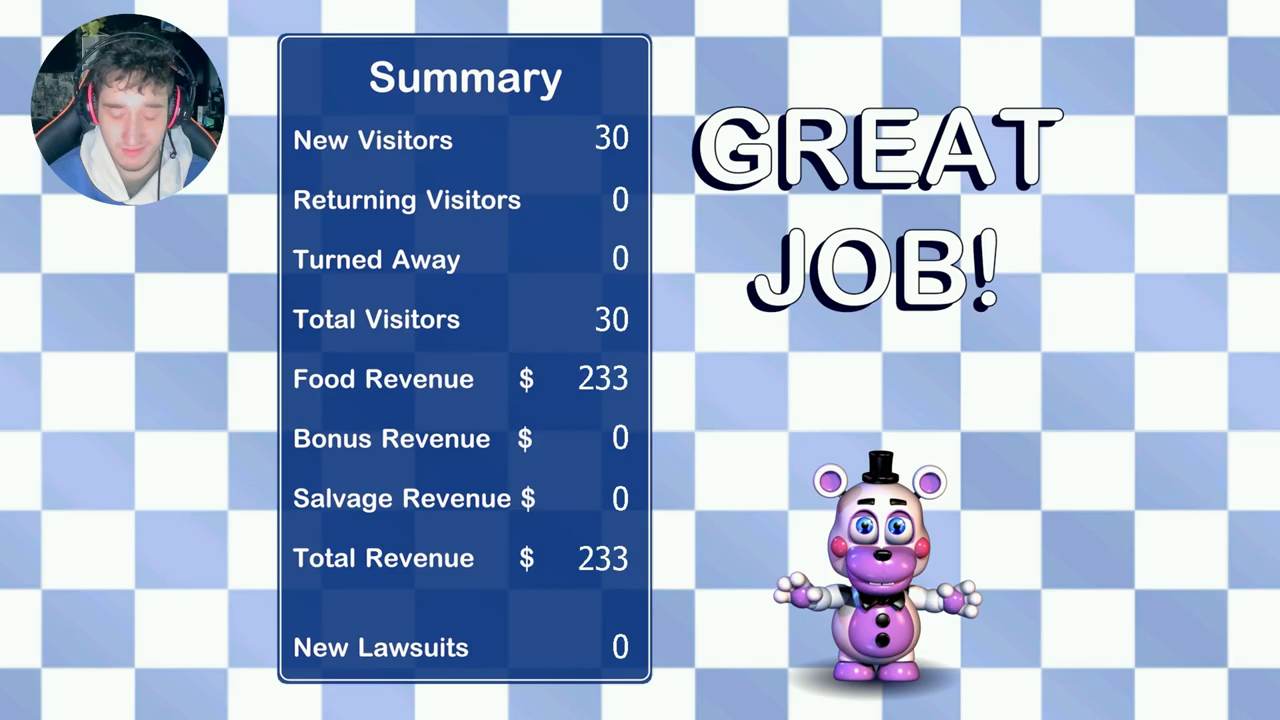 Summary
New Visitors 30
Returning Visitors 0
Turned Away 0
Total Visitors 30
Food Revenue $ 233
Bonus Revenue $ 0
Salvage Revenue $ 0
Total Revenue $ 233
New Lawsuits 0
GREAT
JOB!